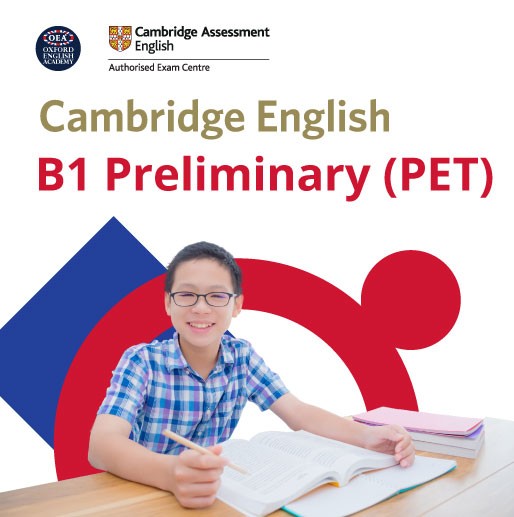 OEA
OXFORD
ENGLISH
ACADEMY
Cambridge Assessment
English
Authorised Exam Centre
Cambridge English
B1 Preliminary (PET)